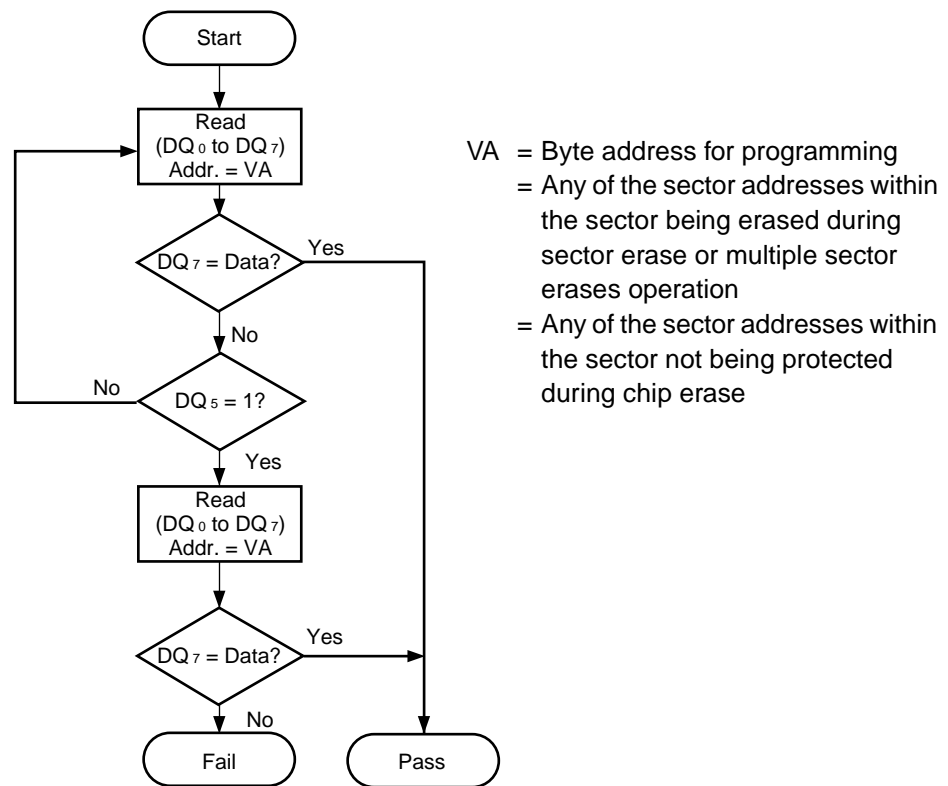 Start
Read
(DQ0 to DQ7)
Addr. = VA
DQ7 = Data?
Yes
No
DQ5 = 1?
No
Yes
Read
(DQ0 to DQ7)
Addr. = VA
DQ7 = Data?
Yes
No
Fail
Pass
VA = Byte address for programming
= Any of the sector addresses within
the sector being erased during
sector erase or multiple sector
erases operation
= Any of the sector addresses within
the sector not being protected
during chip erase